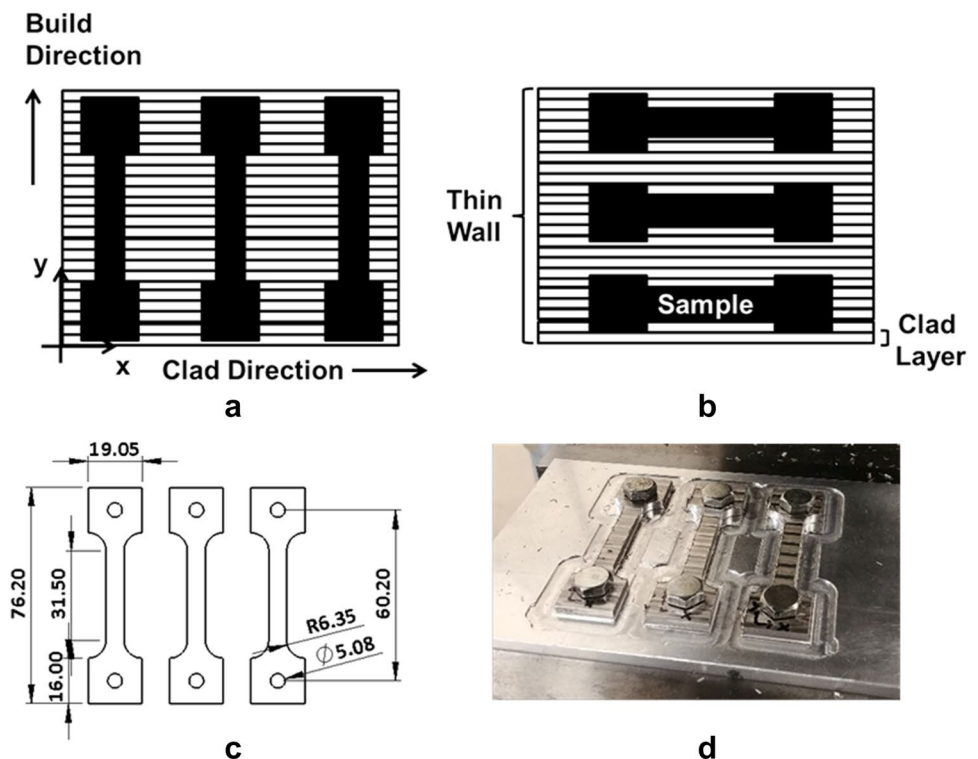 Build
Direction
y
x
Clad Direction
a
Thin
Wall
Sample
Clad
Layer
b
19.05
76.20
31.50
16.00
60.20
R6.35
∅5.08
c
d